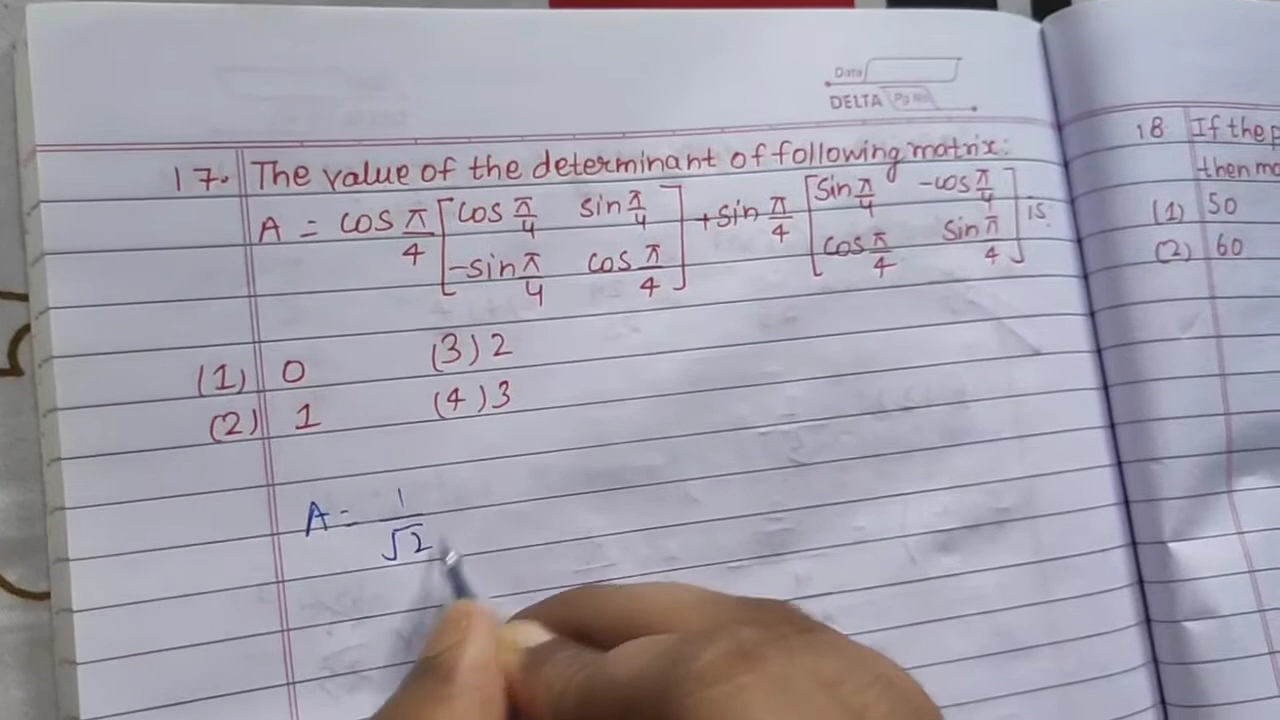 Data
DELTA Pg No
17. The value of the determinant of following matrix:
A = cos π/4 [cos π/4 sin π/4 -sin π/4 cos π/4] + sin π/4 [sin π/4 -cos π/4 cos π/4 sin π/4] is
(1) 0 (3) 2
(2) 1 (4) 3
A = 1/√2
18 If the p
then ma
(1) 50
(2) 60